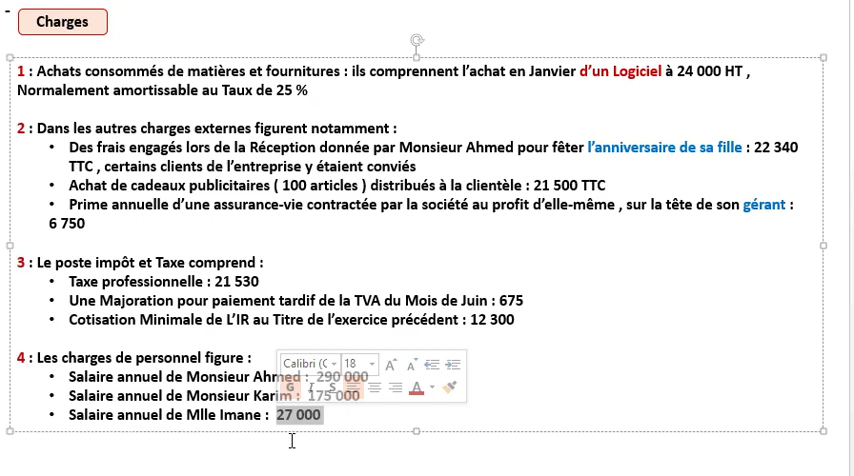 -
Charges
1 : Achats consommés de matières et fournitures : ils comprennent l'achat en Janvier d'un Logiciel à 24 000 HT ,
Normalement amortissable au Taux de 25 %
2 : Dans les autres charges externes figurent notamment :
• Des frais engagés lors de la Réception donnée par Monsieur Ahmed pour fêter l'anniversaire de sa fille : 22 340
TTC , certains clients de l'entreprise y étaient conviés
• Achat de cadeaux publicitaires ( 100 articles ) distribués à la clientèle : 21 500 TTC
• Prime annuelle d'une assurance-vie contractée par la société au profit d'elle-même , sur la tête de son gérant :
6 750
3 : Le poste impôt et Taxe comprend :
• Taxe professionnelle : 21 530
• Une Majoration pour paiement tardif de la TVA du Mois de Juin : 675
• Cotisation Minimale de L'IR au Titre de l'exercice précédent : 12 300
4 : Les charges de personnel figure :
Calibri (C 18 A A
• Salaire annuel de Monsieur Ahmed : 290 000
G I S A
• Salaire annuel de Monsieur Karim : 175 000
• Salaire annuel de Mlle Imane : 27 000